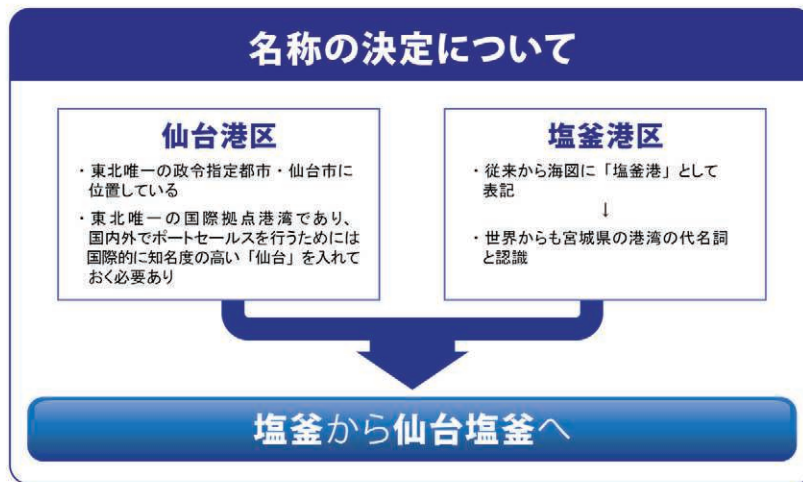 名称の決定について
仙台港区
・東北唯一の政令指定都市・仙台市に
位置している
・東北唯一の国際拠点港湾であり、
国内外でポートセールスを行うためには
国際的に知名度の高い「仙台」を入れて
おく必要あり
塩釜港区
・従来から海図に「塩釜港」として
表記
↓
・世界からも宮城県の港湾の代名詞
と認識
塩釜から仙台塩釜へ